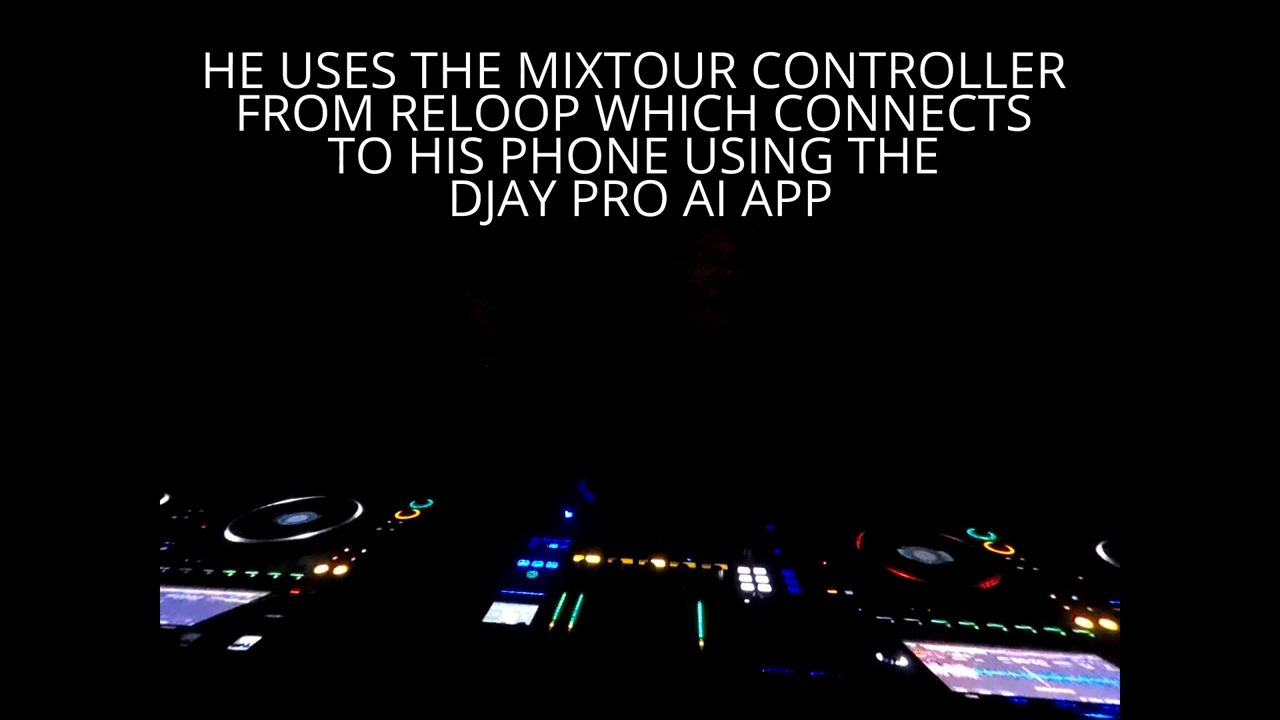 HE USES THE MIXTOUR CONTROLLER
FROM RELOOP WHICH CONNECTS
TO HIS PHONE USING THE
DJAY PRO AI APP